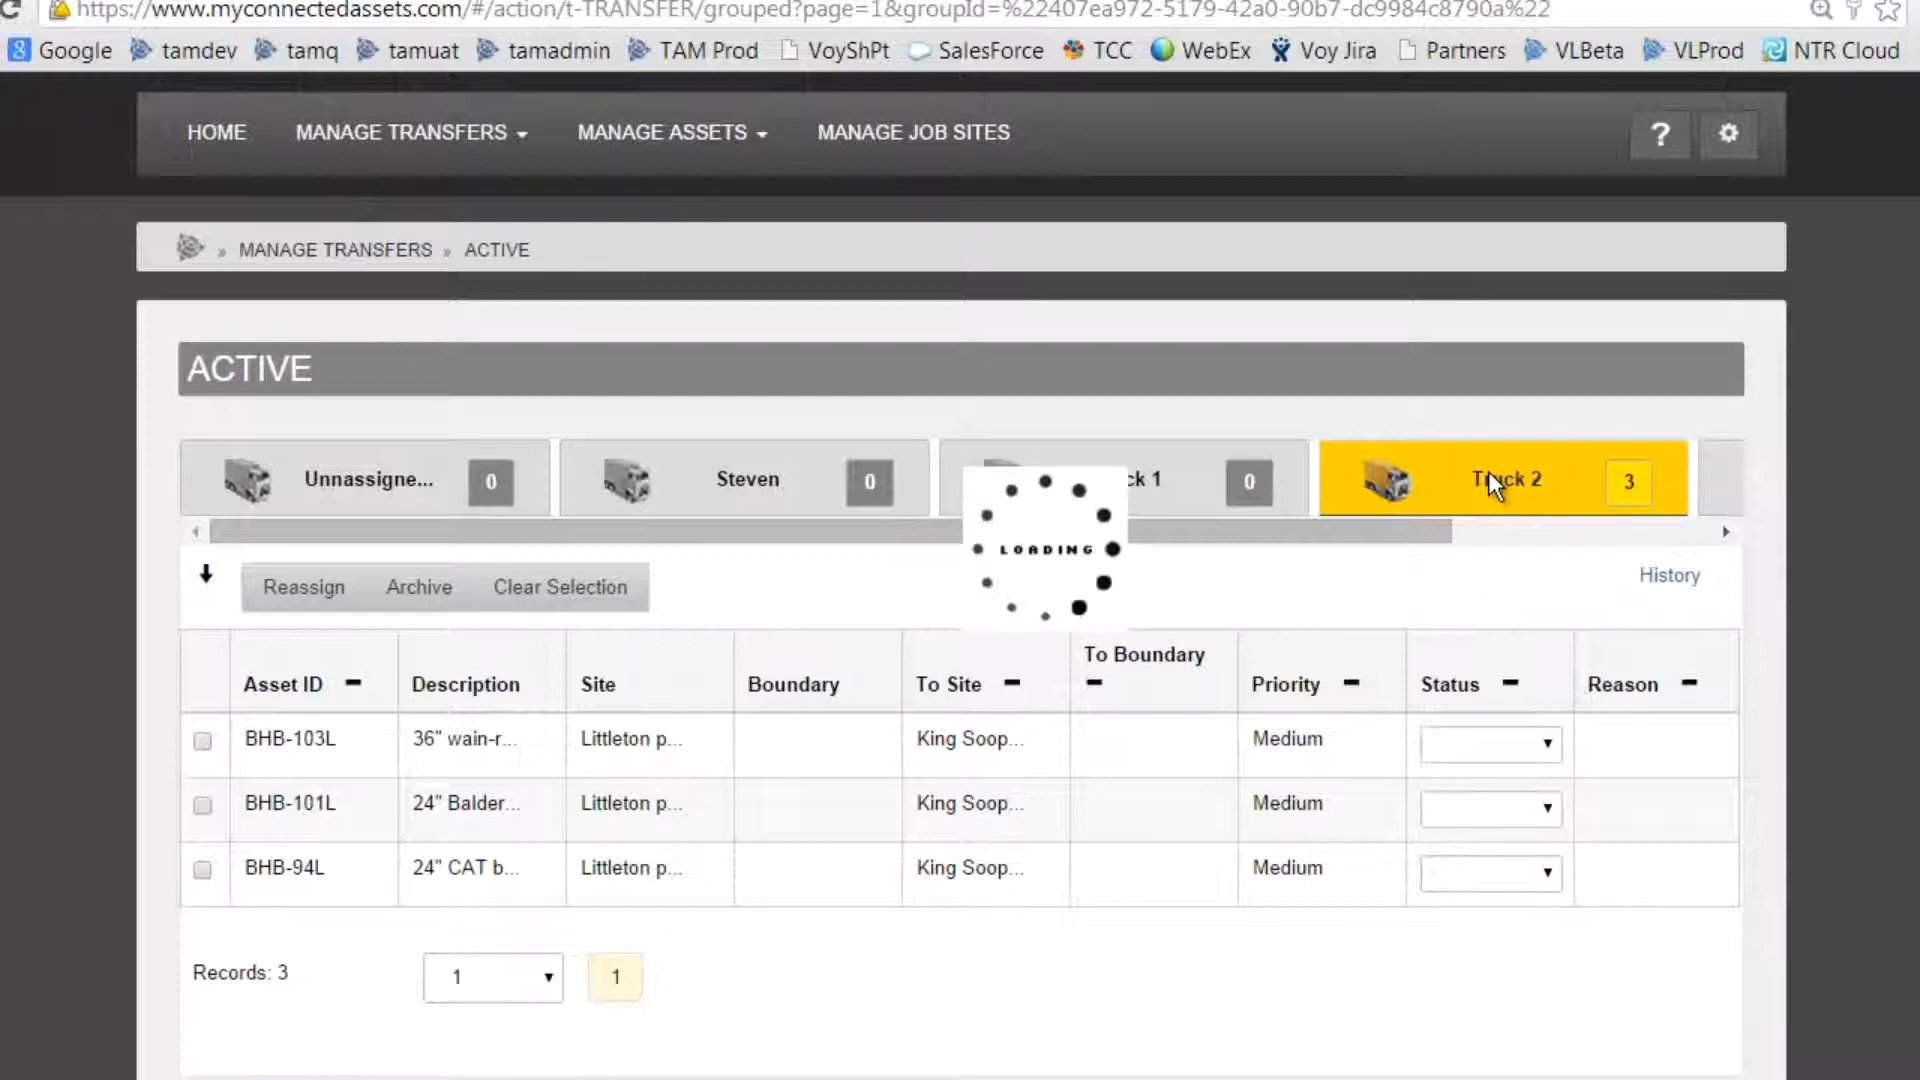 https://www.myconnectedassets.com/#/action/t-TRANSFER/grouped?page=1&groupId=%22407ea972-5179-42a0-90b7-dc9984c8790a%22
Google tamdev tamq tamuat tamadmin TAM Prod VoyShPt SalesForce TCC WebEx Voy Jira Partners VLBeta VLProd NTR Cloud
HOME MANAGE TRANSFERS MANAGE ASSETS MANAGE JOB SITES ?
» MANAGE TRANSFERS » ACTIVE
ACTIVE
Unnassigne... 0 Steven 0 ck 1 0 Truck 2 3
LOADING
Reassign Archive Clear Selection History
Asset ID Description Site Boundary To Site To Boundary Priority Status Reason
BHB-103L 36" wain-r... Littleton p... King Soop... Medium
BHB-101L 24" Balder... Littleton p... King Soop... Medium
BHB-94L 24" CAT b... Littleton p... King Soop... Medium
Records: 3 1 1